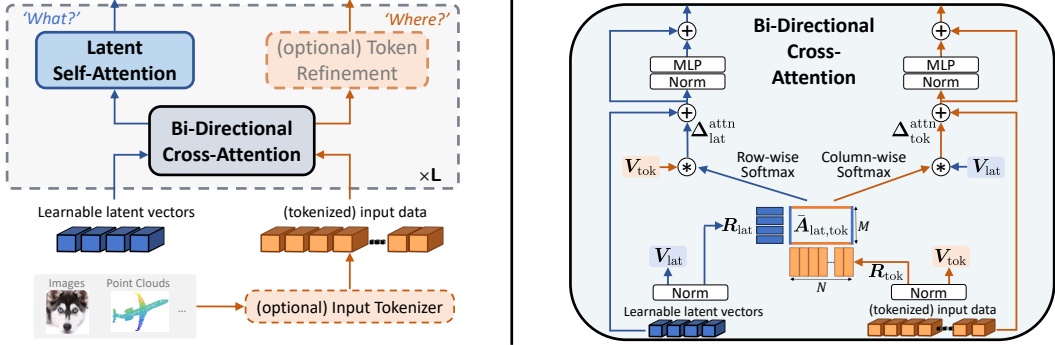 'What?'
'Where?'
Latent
Self-Attention
(optional) Token
Refinement
Bi-Directional
Cross-Attention
×L
Learnable latent vectors
(tokenized) input data
Images
Point Clouds
...
(optional) Input Tokenizer
Bi-Directional
Cross-
Attention
MLP
Norm
MLP
Norm
Δ_lat^attn
Δ_tok^attn
V_tok
Row-wise
Softmax
Column-wise
Softmax
V_lat
R_lat
Ā_lat,tok
M
V_lat
N
R_tok
V_tok
Norm
Norm
Learnable latent vectors
(tokenized) input data